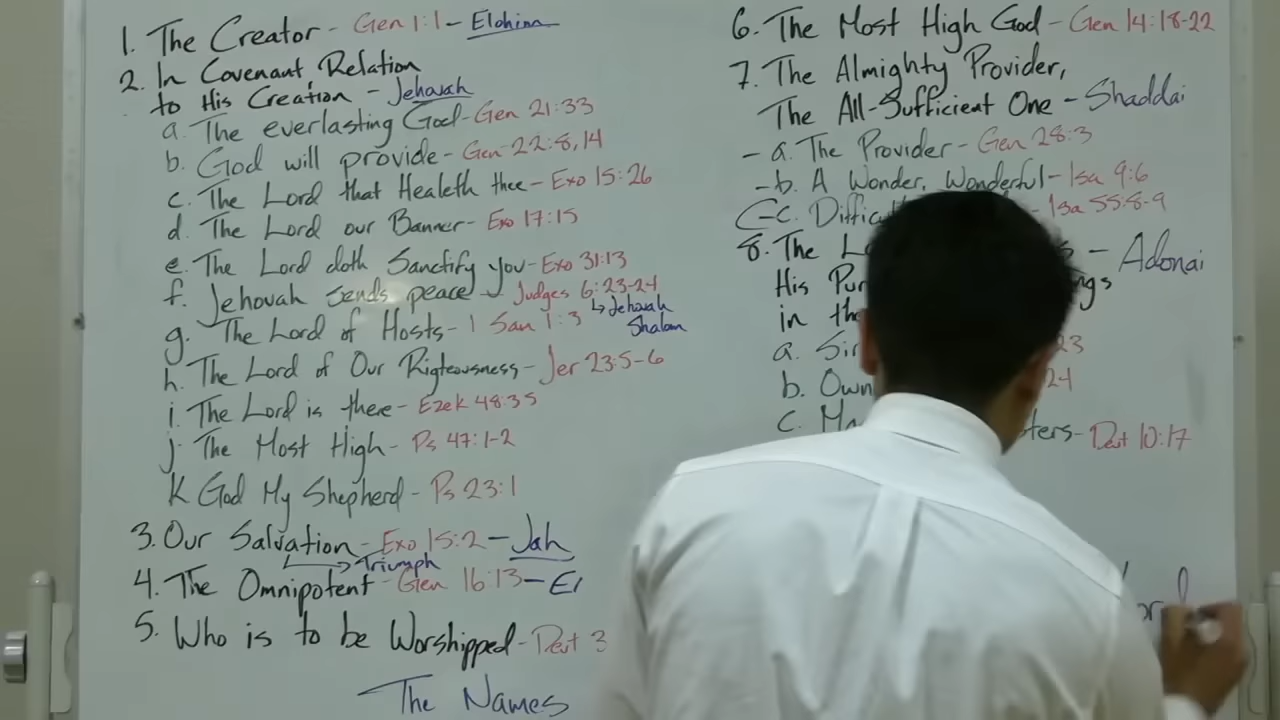 1. The Creator - Gen 1:1 - Elohim
2. In Covenant Relation
to His Creation - Jehovah
a. The everlasting God - Gen 21:33
b. God will provide - Gen 22:8,14
c. The Lord that Healeth thee - Exo 15:26
d. The Lord our Banner - Exo 17:15
e. The Lord doth Sanctify you - Exo 31:13
f. Jehovah sends peace - Judges 6:23-24
↳ Jehovah
Shalom
g. The Lord of Hosts - 1 Sam 1:3
h. The Lord of Our Righteousness - Jer 23:5-6
i. The Lord is there - Ezek 48:35
j. The Most High - Ps 47:1-2
K God My Shepherd - Ps 23:1
3. Our Salvation - Exo 15:2 - Jah
Triumph
4. The Omnipotent - Gen 16:13 - El
5. Who is to be Worshipped - Deut 3
The Names
6. The Most High God - Gen 14:18-22
7. The Almighty Provider,
The All-Sufficient One - Shaddai
- a. The Provider - Gen 28:3
- b. A Wonder, Wonderful - Isa 9:6
- c. - Isa 55:8-9
8. The - Adonai
His
in
a. Sir 23
b. 24
c. - Deut 10:17